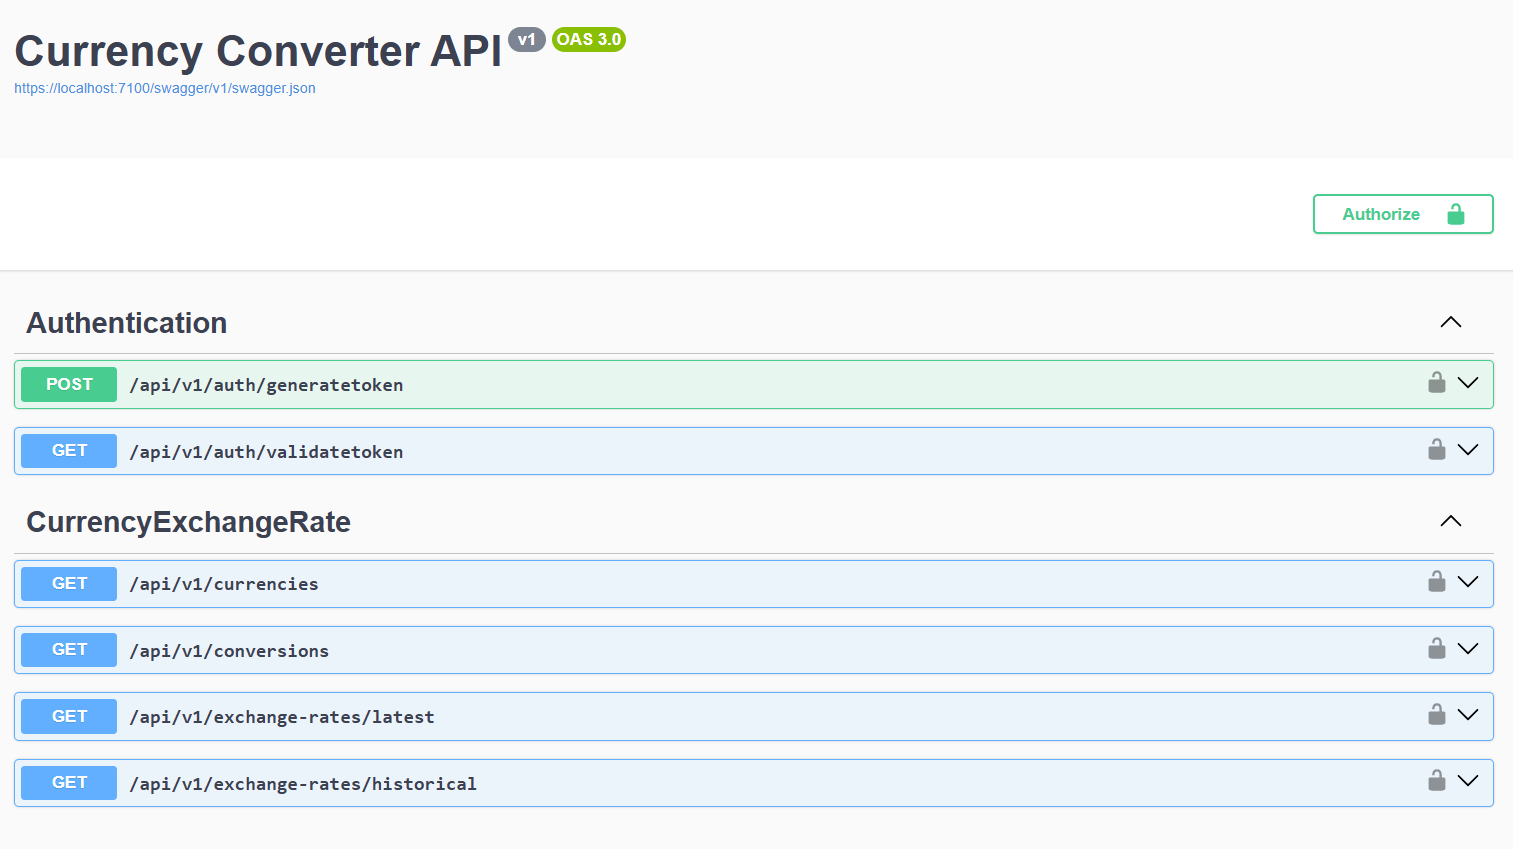 Currency Converter API v1 OAS 3.0
https://localhost:7100/swagger/v1/swagger.json
Authorize
Authentication
POST /api/v1/auth/generatetoken
GET /api/v1/auth/validatetoken
CurrencyExchangeRate
GET /api/v1/currencies
GET /api/v1/conversions
GET /api/v1/exchange-rates/latest
GET /api/v1/exchange-rates/historical